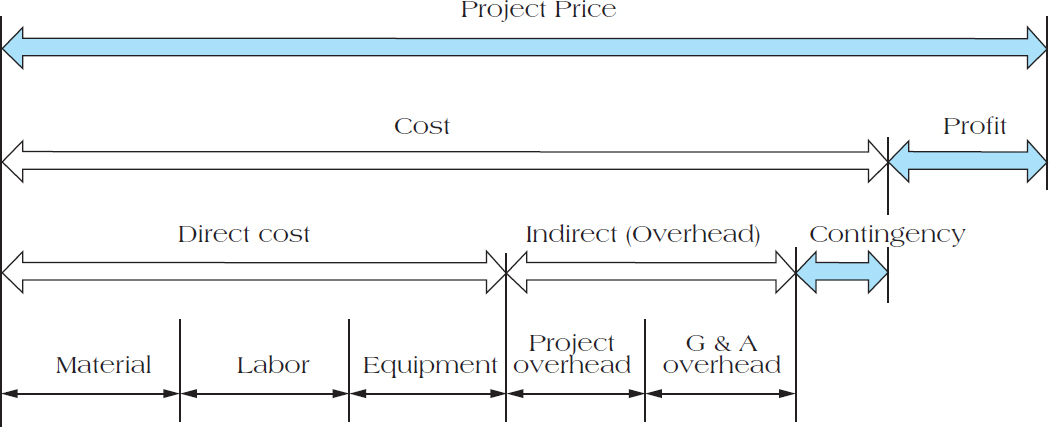 Project Price
Cost
Profit
Direct cost
Indirect (Overhead)
Contingency
Material
Labor
Equipment
Project
overhead
G & A
overhead